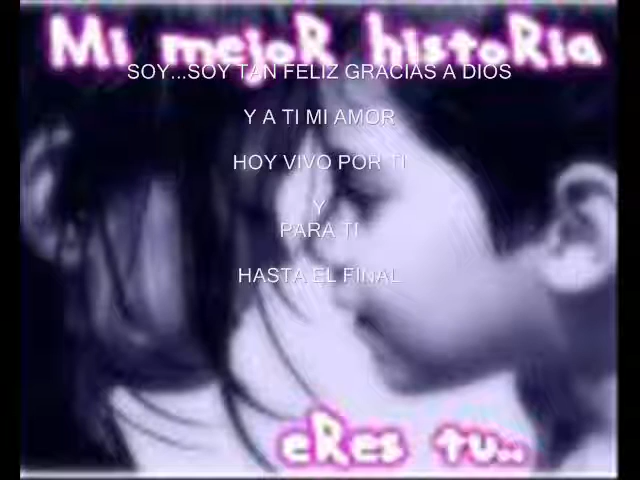 Mi mejoR histoRia
SOY...SOY TAN FELIZ GRACIAS A DIOS
Y A TI MI AMOR
HOY VIVO POR TI
Y
PARA TI
HASTA EL FINAL
eRes tu..